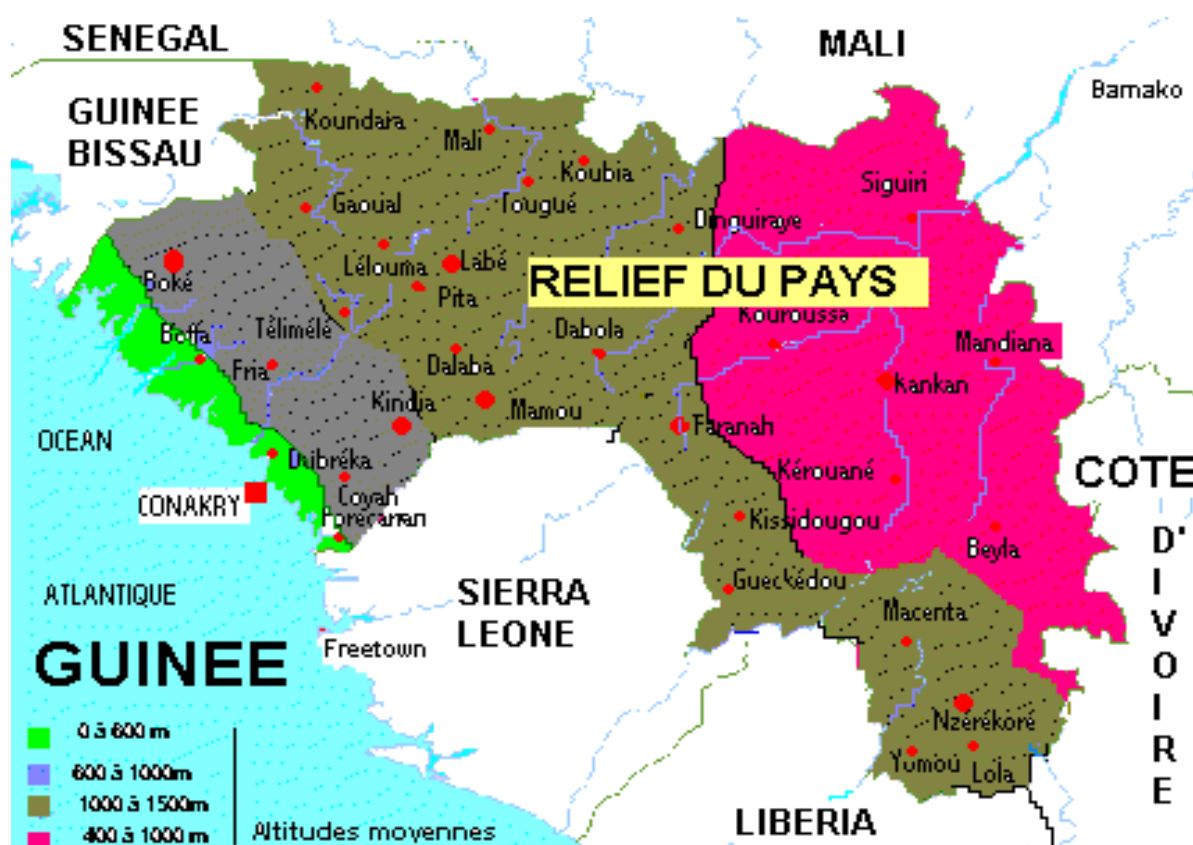 SENEGAL
MALI
Bamako
GUINEE
BISSAU
Koundara
Mali
Koubia
Siguiri
Gaoual
Tougué
Dinguiraye
Boké
Lélouma
Labé
RELIEF DU PAYS
Pita
Boffa
Télimélé
Dabola
Kouroussa
Mandiana
Fria
Dalaba
Kankan
Kindia
Mamou
Faranah
OCEAN
Dubréka
Kérouané
COTE
D'
I
V
O
I
R
E
CONAKRY
Coyah
Forécariah
Kissidougou
Beyla
ATLANTIQUE
SIERRA
LEONE
Gueckédou
Macenta
Freetown
GUINEE
Nzérékoré
Yomou
Lola
LIBERIA
0 à 600 m
600 à 1000m
1000 à 1500m
400 à 1000 m
Altitudes moyennes